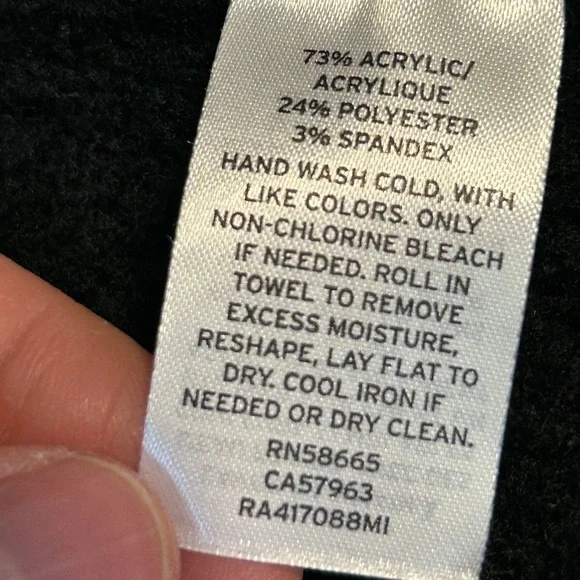 73% ACRYLIC/
ACRYLIQUE
24% POLYESTER
3% SPANDEX
HAND WASH COLD, WITH
LIKE COLORS. ONLY
NON-CHLORINE BLEACH
IF NEEDED. ROLL IN
TOWEL TO REMOVE
EXCESS MOISTURE,
RESHAPE, LAY FLAT TO
DRY. COOL IRON IF
NEEDED OR DRY CLEAN.
RN58665
CA57963
RA417088MI